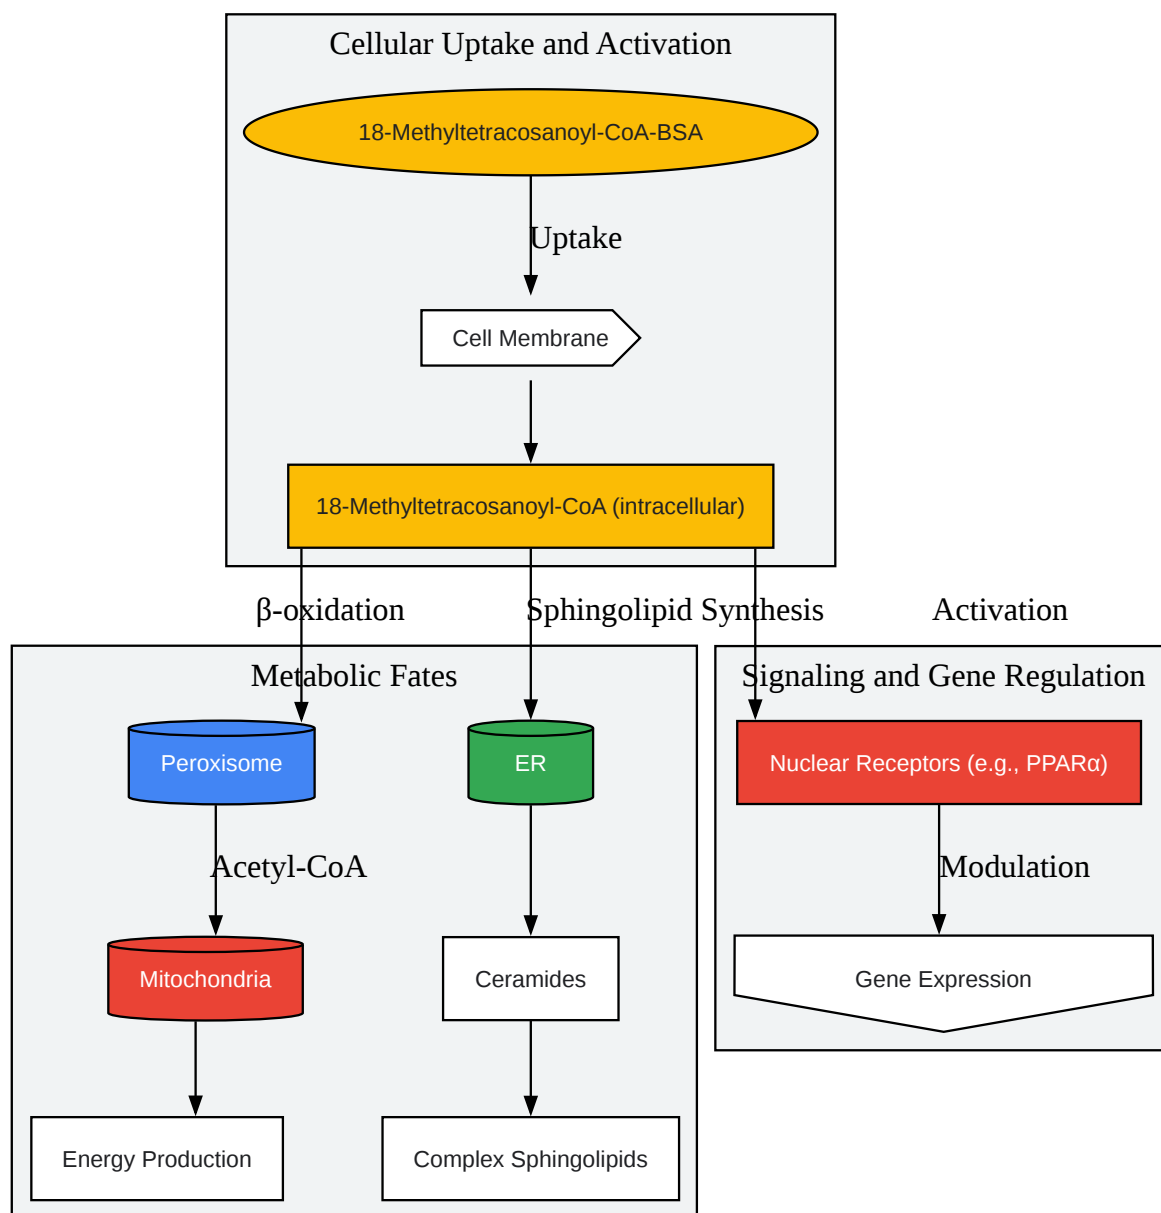 Cellular Uptake and Activation
18-Methyltetracosanoyl-CoA-BSA
Uptake
Cell Membrane
18-Methyltetracosanoyl-CoA (intracellular)
β-oxidation
Sphingolipid Synthesis
Activation
Metabolic Fates
Signaling and Gene Regulation
Peroxisome
ER
Nuclear Receptors (e.g., PPARα)
Acetyl-CoA
Modulation
Mitochondria
Ceramides
Gene Expression
Energy Production
Complex Sphingolipids